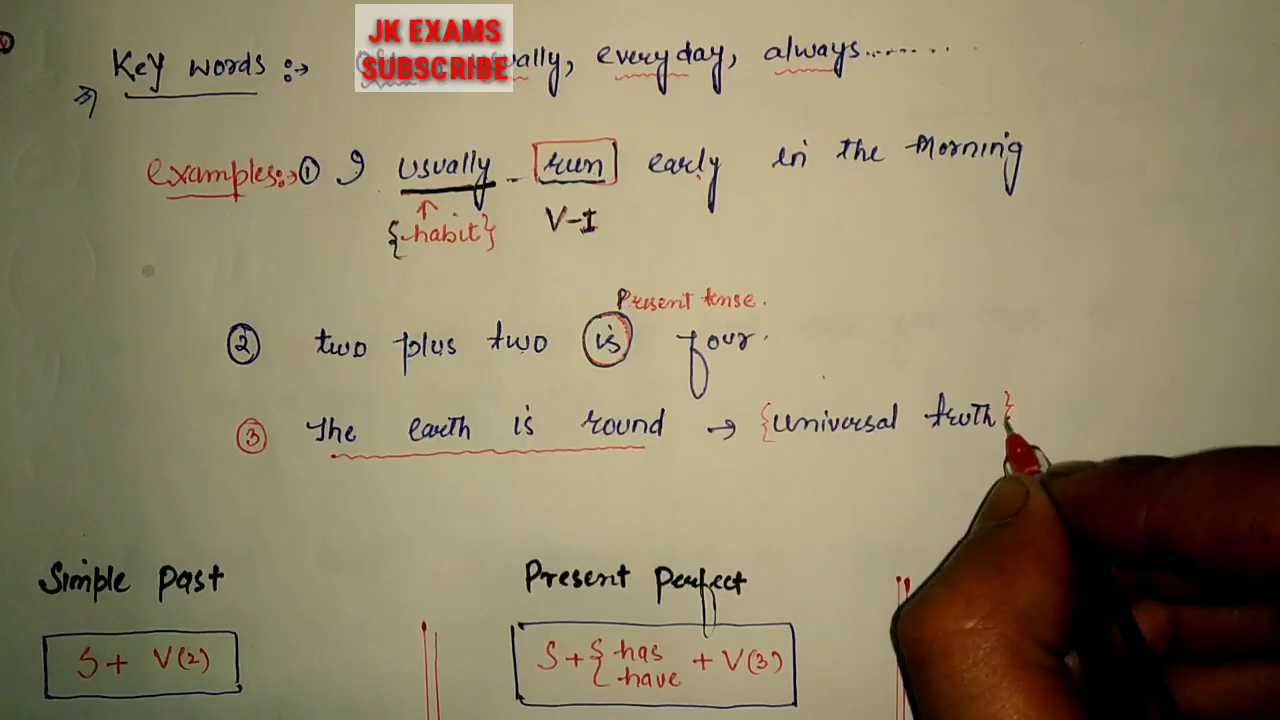 JK EXAMS
SUBSCRIBE
Key words :→ ally, everyday, always........
⇒
examples:→ ① I usually run early in the Morning
{habit} V-I
Present tense.
② two plus two is four.
③ The earth is round → {Universal truth}
Simple Past Present perfect
S + V(2) S + { has have + V(3)